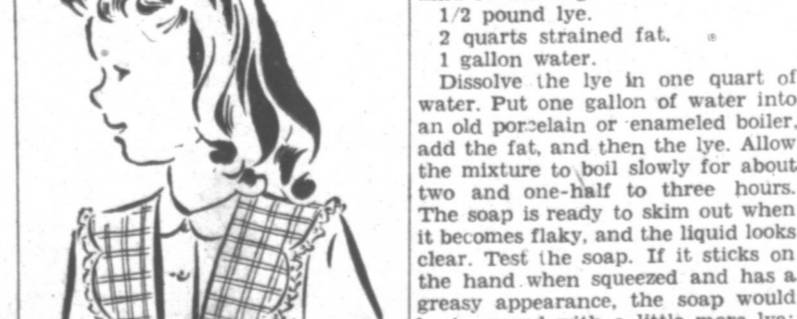 1/2 pound lye.
2 quarts strained fat.
1 gallon water.
Dissolve the lye in one quart of
water. Put one gallon of water into
an old porcelain or enameled boiler,
add the fat, and then the lye. Allow
the mixture to boil slowly for about
two and one-half to three hours.
The soap is ready to skim out when
it becomes flaky, and the liquid looks
clear. Test the soap. If it sticks on
the hand when squeezed and has a
greasy appearance, the soap would
with a little more lye;